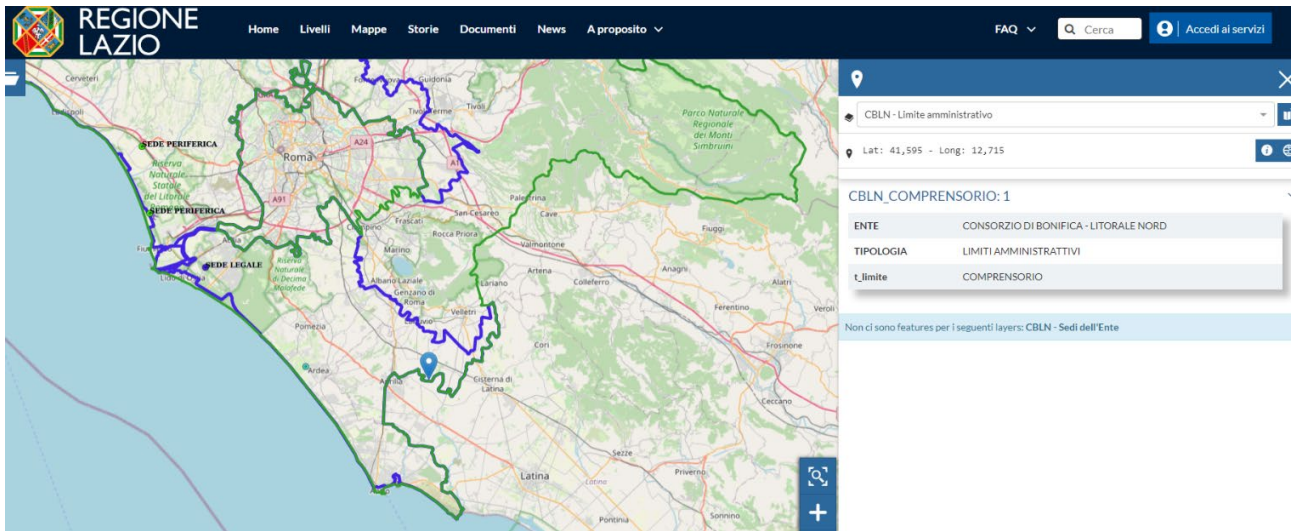 REGIONE
LAZIO
Home Livelli Mappe Storie Documenti News A proposito
FAQ Cerca Accedi ai servizi
Cerveteri
Guidonia
Tivoli Terme
Tivoli
Parco Naturale
Regionale
dei Monti
Simbruini
SEDE PERIFERICA
Roma
A24
Riserva
Naturale
Statale
del Litorale
A1
A91
SEDE PERIFERICA
Palestrina
San Cesareo
Cave
Frascati
Rocca Priora
Ciampino
Fiuggi
Valmontone
Marino
SEDE LEGALE
Riserva
Naturale
di Decima
Malafede
Albano Laziale
Genzano di
Roma
Lariano
Artena
Colleferro
Anagni
Alatri
Velletri
Ferentino
Veroli
Pomezia
Cori
Frosinone
Ardea
Aprilia
Cisterna di
Latina
Ceccano
Sezze
Latina
Priverno
Pontinia
Sonnino
CBLN - Limite amministrativo
Lat: 41,595 - Long: 12,715
CBLN_COMPRENSORIO: 1
ENTE CONSORZIO DI BONIFICA - LITORALE NORD
TIPOLOGIA LIMITI AMMINISTRATIVI
t_limite COMPRENSORIO
Non ci sono features per i seguenti layers: CBLN - Sedi dell'Ente